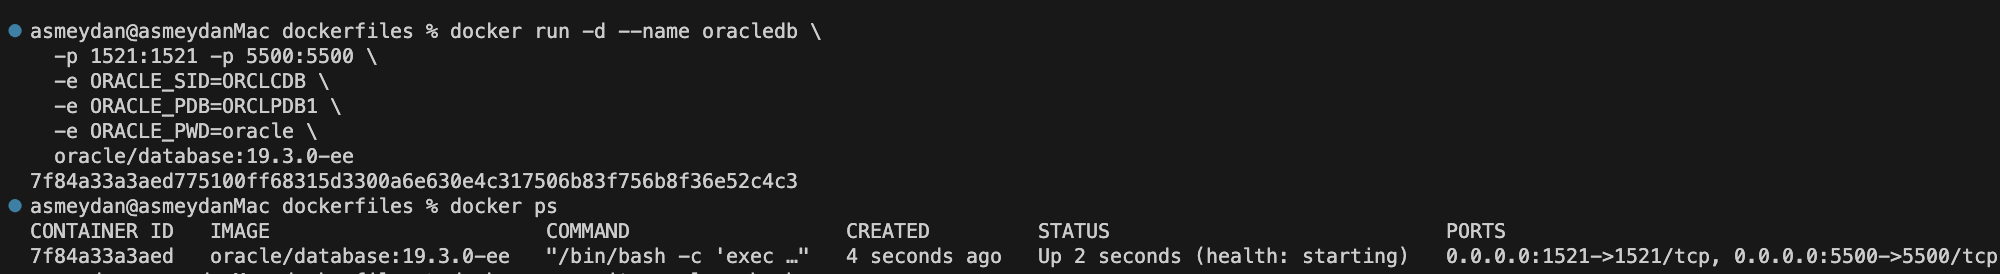 asmeydan@asmeydanMac dockerfiles % docker run -d --name oracledb \
-p 1521:1521 -p 5500:5500 \
-e ORACLE_SID=ORCLCDB \
-e ORACLE_PDB=ORCLPDB1 \
-e ORACLE_PWD=oracle \
oracle/database:19.3.0-ee
7f84a33a3aed775100ff68315d3300a6e630e4c317506b83f756b8f36e52c4c3
asmeydan@asmeydanMac dockerfiles % docker ps
CONTAINER ID IMAGE COMMAND CREATED STATUS PORTS
7f84a33a3aed oracle/database:19.3.0-ee "/bin/bash -c 'exec …" 4 seconds ago Up 2 seconds (health: starting) 0.0.0.0:1521->1521/tcp, 0.0.0.0:5500->5500/tcp